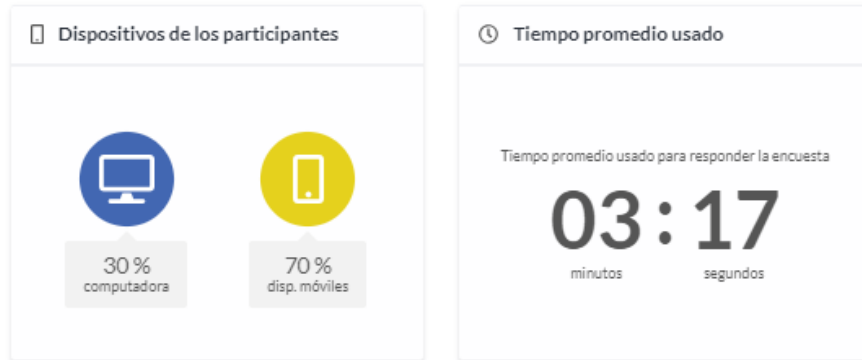 Dispositivos de los participantes
30 %
computadora
70 %
disp. móviles
Tiempo promedio usado
Tiempo promedio usado para responder la encuesta
03 : 17
minutos
segundos